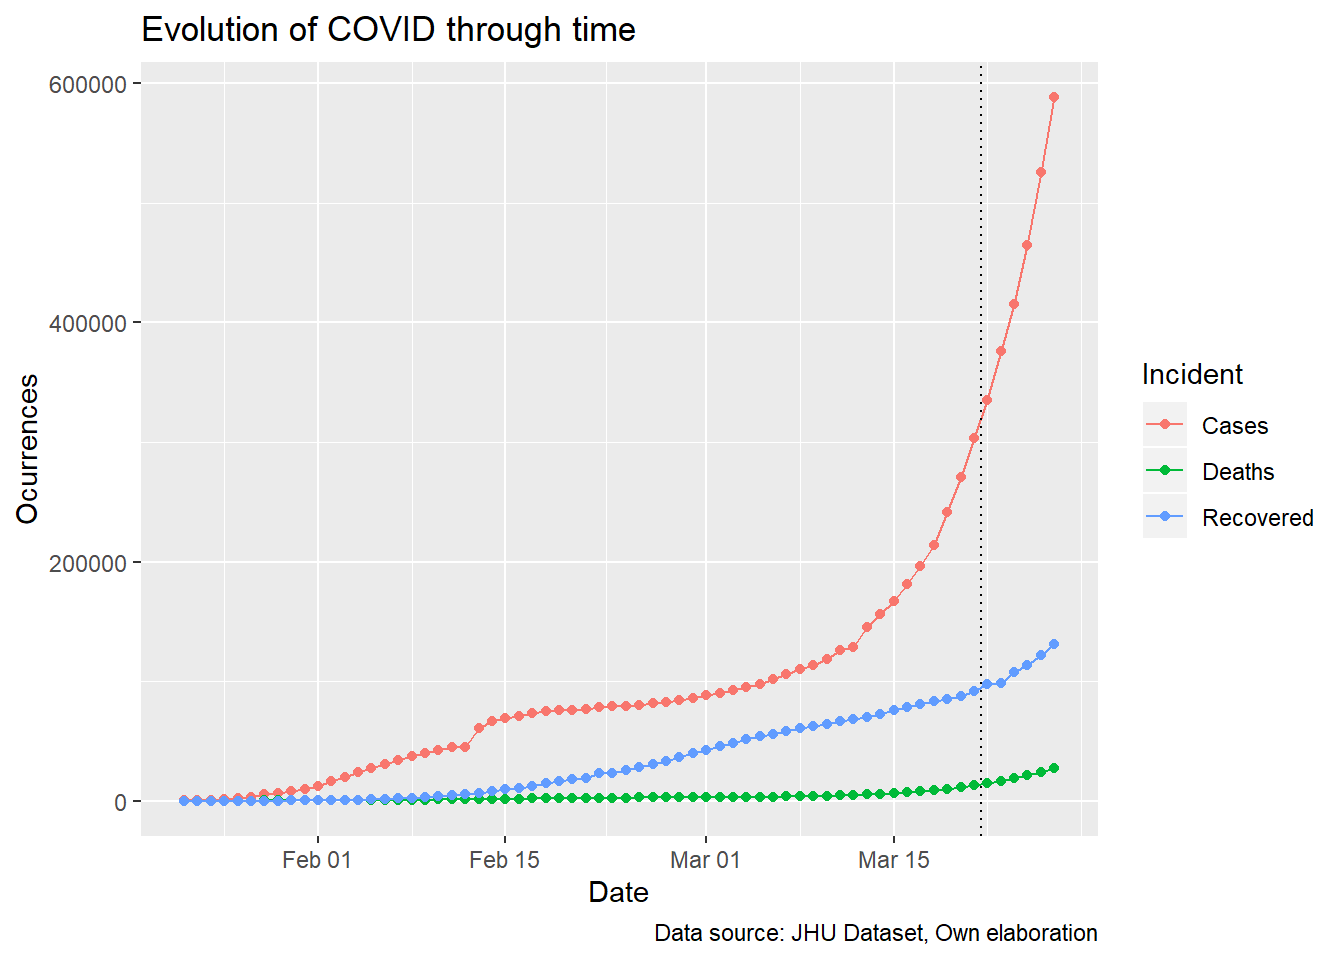 Evolution of COVID through time
600000
400000
200000
0
Ocurrences
Feb 01
Feb 15
Mar 01
Mar 15
Date
Incident
Cases
Deaths
Recovered
Data source: JHU Dataset, Own elaboration